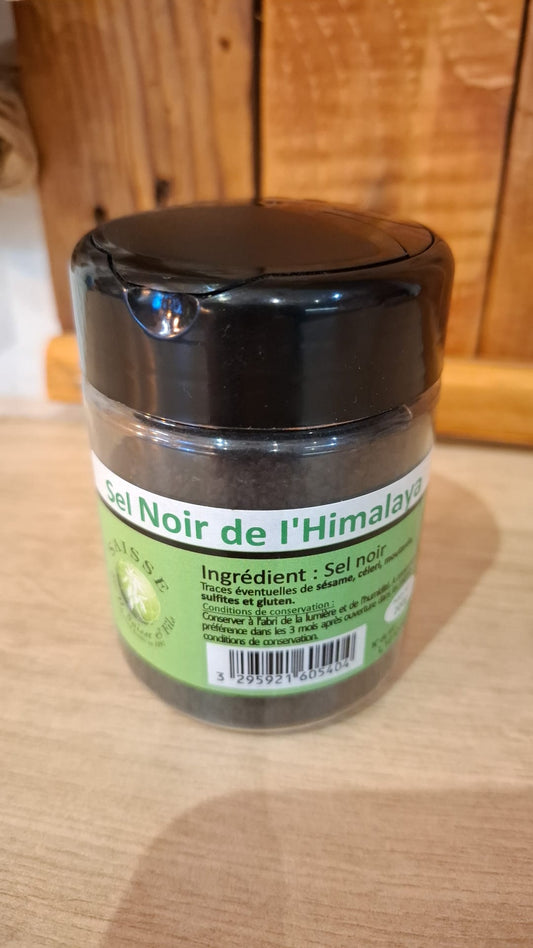 Sel Noir de l'Himalaya
SAISSE
Ingrédient : Sel noir
Traces éventuelles de sésame, céleri, moutarde,
sulfites et gluten.
Conditions de conservation :
Conserver à l'abri de la lumière et de l'humidité,
préférence dans les 3 mois après ouverture dans
conditions de conservation.
3 295921 605404